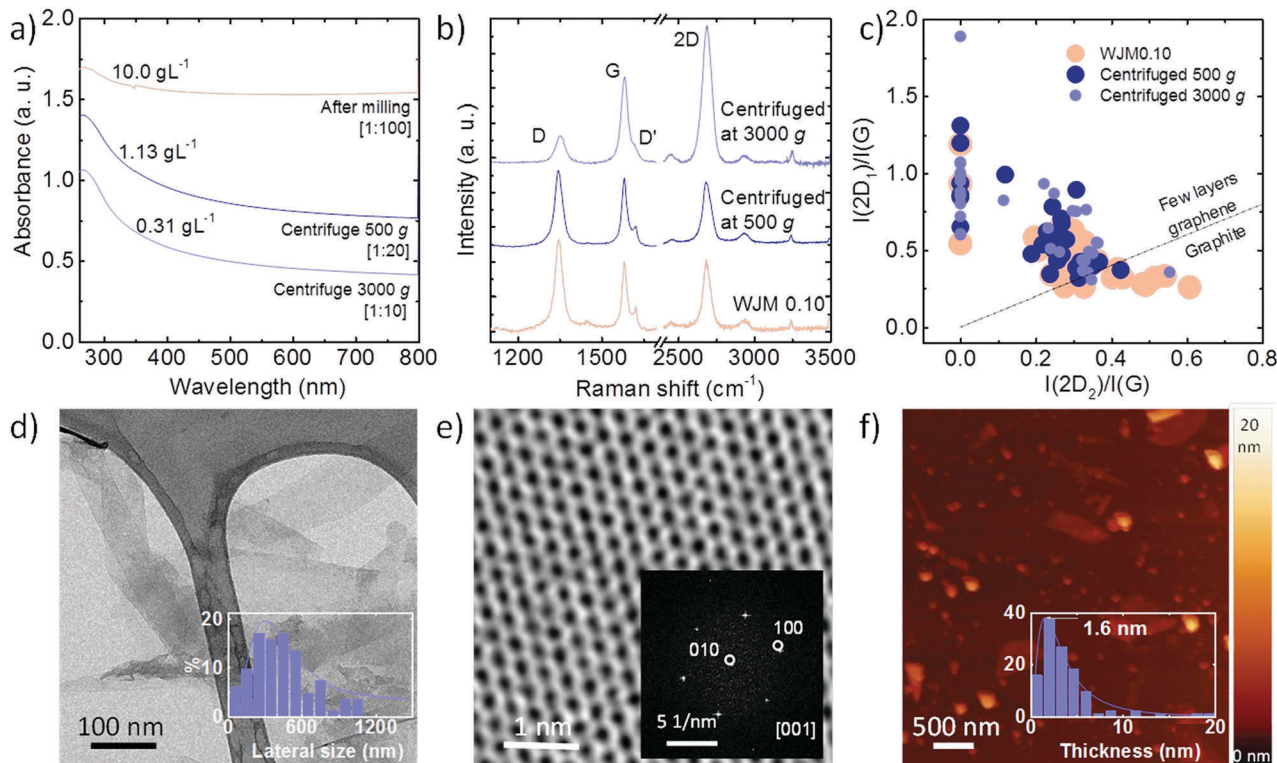 a)
2.0
1.5
1.0
0.5
0.0
Absorbance (a. u.)
10.0 gL⁻¹
After milling
[1:100]
1.13 gL⁻¹
Centrifuge 500 g
[1:20]
0.31 gL⁻¹
Centrifuge 3000 g
[1:10]
300 400 500 600 700 800
Wavelength (nm)
b)
Intensity (a. u.)
D
G
D'
2D
Centrifuged
at 3000 g
Centrifuged
at 500 g
WJM 0.10
1200 1500 2500 3000 3500
Raman shift (cm⁻¹)
c)
2.0
1.5
1.0
0.5
0.0
I(2D₁)/I(G)
WJM0.10
Centrifuged 500 g
Centrifuged 3000 g
Few layers
graphene
Graphite
0.0 0.2 0.4 0.6 0.8
I(2D₂)/I(G)
d)
100 nm
20
10
0
%
0 600 1200
Lateral size (nm)
e)
1 nm
010
100
5 1/nm
[001]
f)
500 nm
40
20
0
1.6 nm
0 10 20
Thickness (nm)
20
nm
0 nm